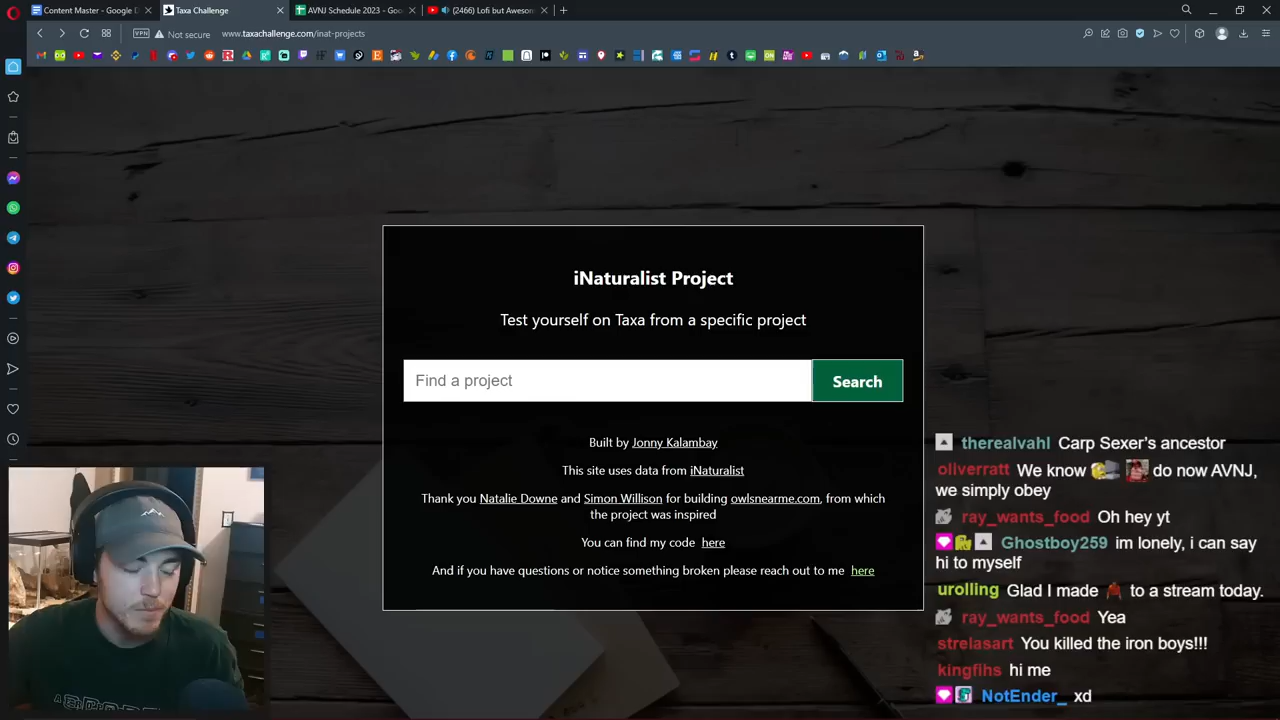 Content Master - Google D
Taxa Challenge
AVNJ Schedule 2023 - Goo
(2466) Lofi but Awesom
VPN
Not secure
www.taxachallenge.com/inat-projects
iNaturalist Project
Test yourself on Taxa from a specific project
Find a project
Search
Built by Jonny Kalambay
This site uses data from iNaturalist
Thank you Natalie Downe and Simon Willison for building owlsnearme.com, from which
the project was inspired
You can find my code here
And if you have questions or notice something broken please reach out to me here
therealvahl Carp Sexer's ancestor
oliverratt We know do now AVNJ,
we simply obey
ray_wants_food Oh hey yt
Ghostboy259 im lonely, i can say
hi to myself
urolling Glad I made to a stream today.
ray_wants_food Yea
strelasart You killed the iron boys!!!
kingfihs hi me
NotEnder_ xd